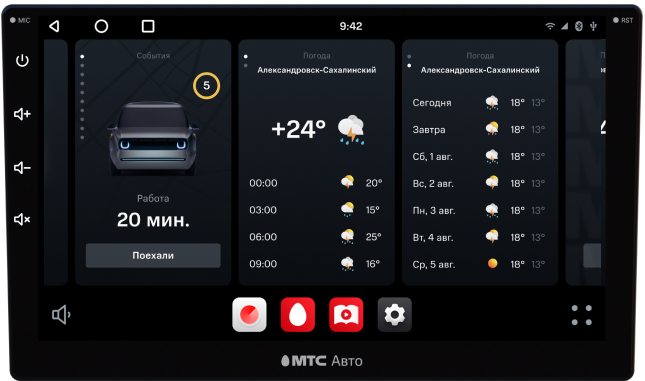 MIC
9:42
RST
События
5
Работа
20 мин.
Поехали
Погода
Александровск-Сахалинский
+24°
00:00 20°
03:00 15°
06:00 25°
09:00 16°
Погода
Александровск-Сахалинский
Сегодня 18° 13°
Завтра 18° 13°
Сб, 1 авг. 18° 13°
Вс, 2 авг. 18° 13°
Пн, 3 авг. 18° 13°
Вт, 4 авг. 18° 13°
Ср, 5 авг. 18° 13°
МТС Авто